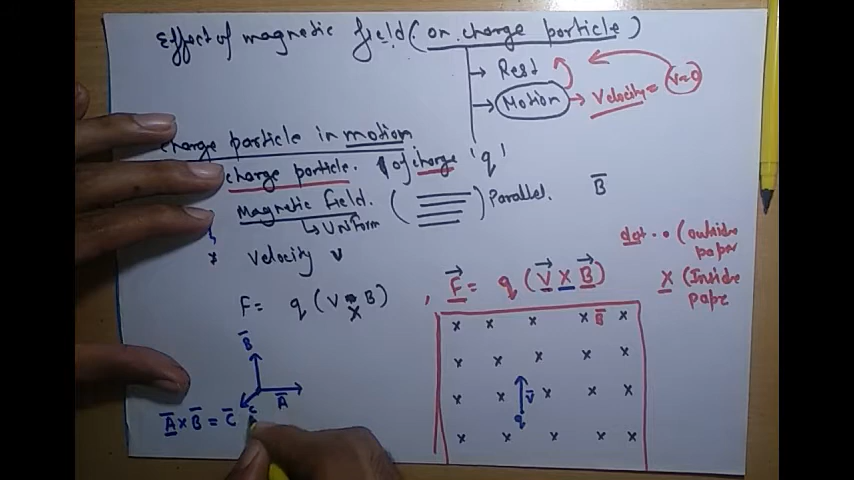 Effect of magnetic field (on charge particle)
→ Rest
→ Motion → Velocity = v=0
charge particle in motion
charge particle. of charge 'q'
Magnetic field. ( ) Parallel. B
↳ Uniform
* Velocity v
dot - • (outside paper
F = q (V × B)
, F = q (V × B)
X (Inside pape
x x x x B x
B
x x x x x
A
x x v x x x
q
A × B = C C
x x x x x